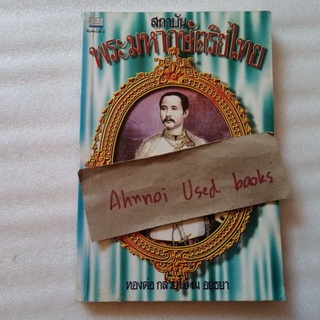 สถาบัน
พระมหากษัตริย์ไทย
Ahnnoi Used books
ทองต่อ กล้วยไม้ ณ อยุธยา